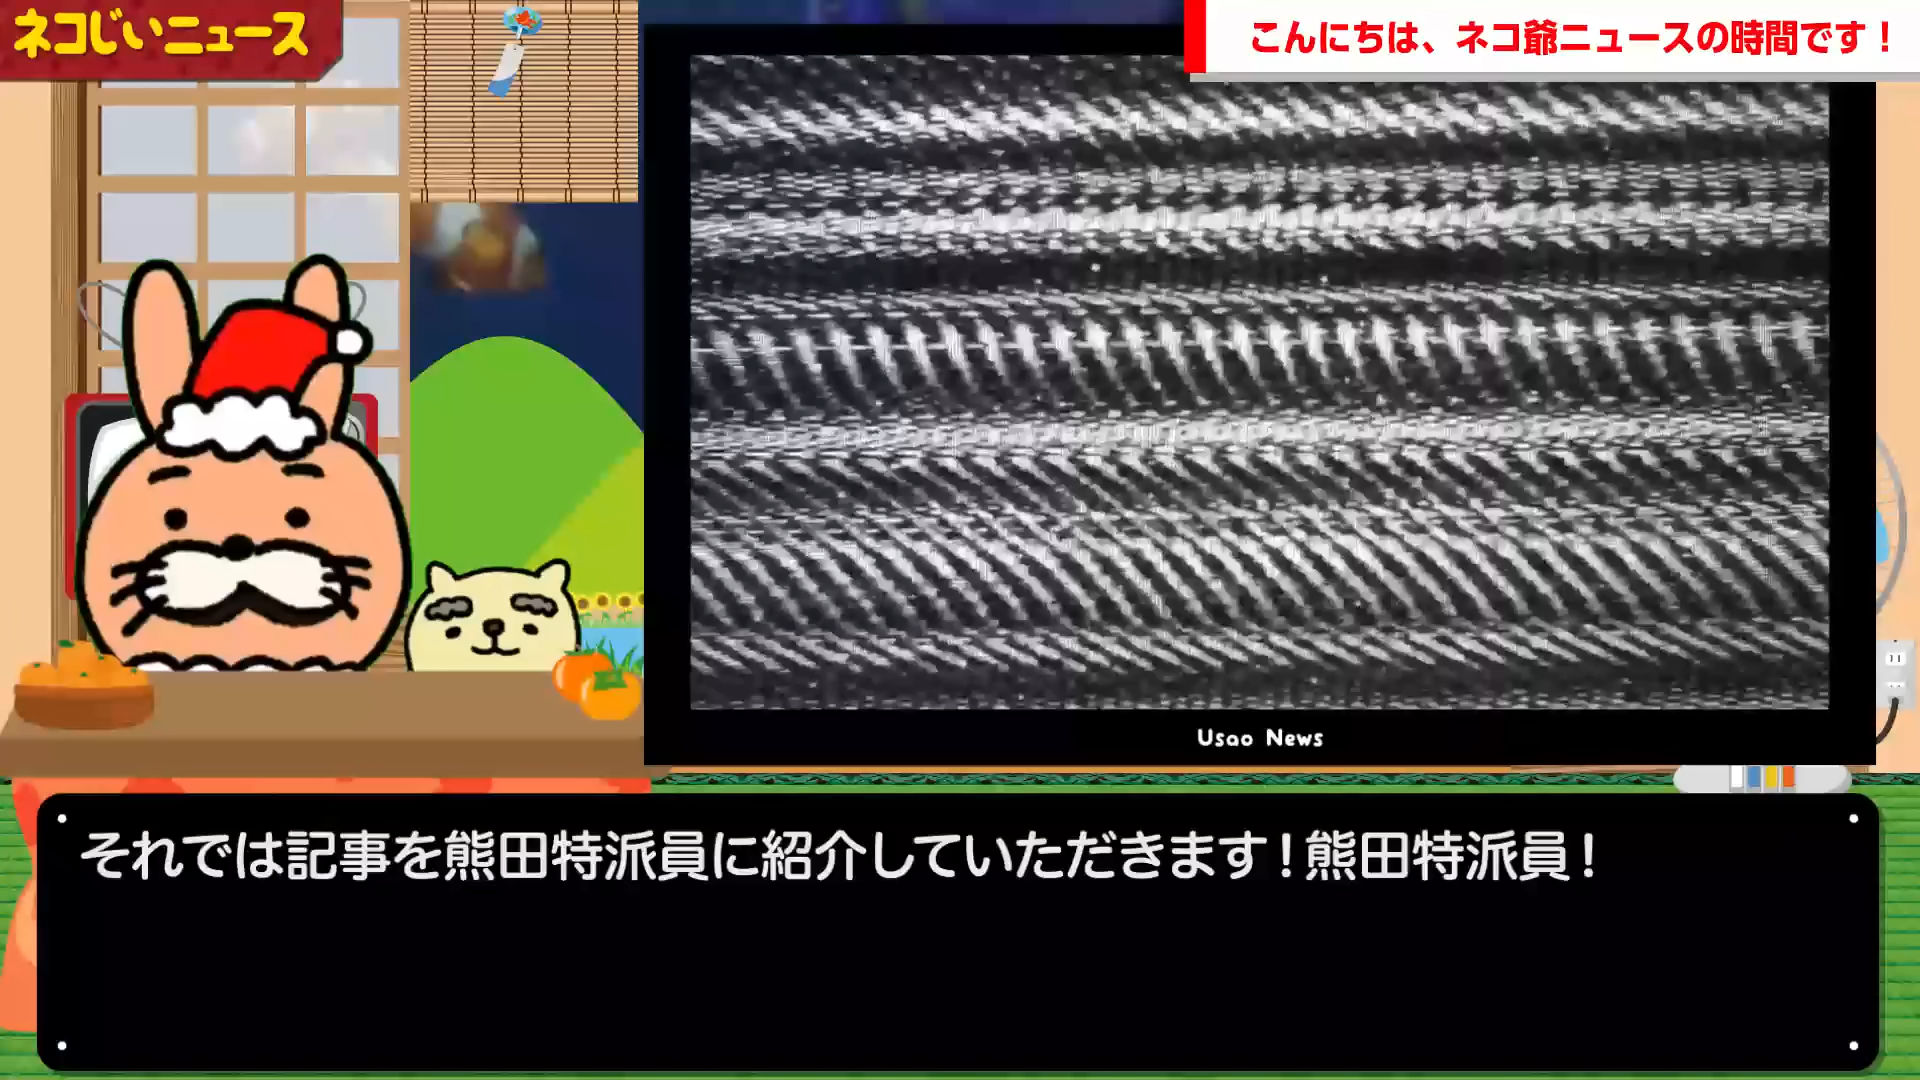 ネコじいニュース
こんにちは、ネコ爺ニュースの時間です！
Usao News
それでは記事を熊田特派員に紹介していただきます！熊田特派員！